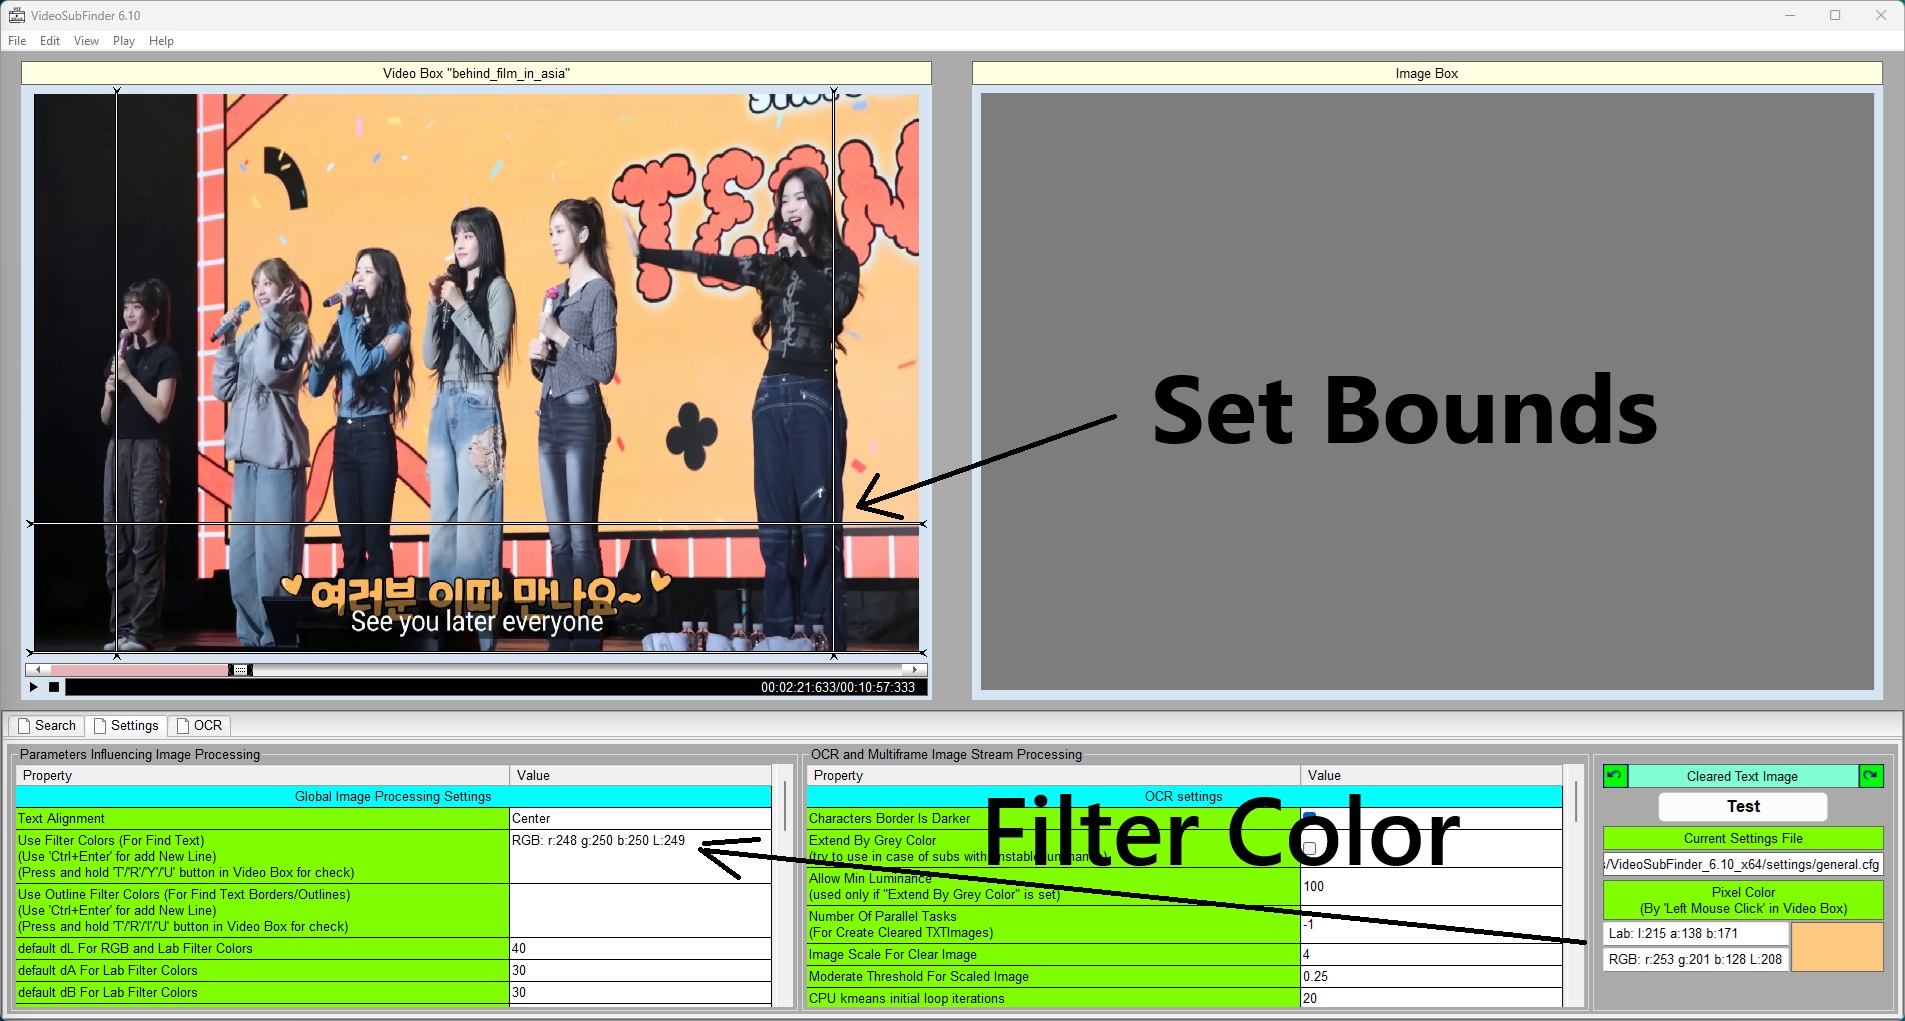 VideoSubFinder 6.10
File Edit View Play Help
Video Box "behind_film_in_asia"
Image Box
TEEN
여러분 이따 만나요~
See you later everyone
Set Bounds
00:02:21:633/00:10:57:333
Search Settings OCR
Parameters Influencing Image Processing
Property Value
Global Image Processing Settings
Text Alignment Center
Use Filter Colors (For Find Text)
(Use 'Ctrl+Enter' for add New Line)
(Press and hold 'T'/'R'/'Y'/'U' button in Video Box for check)
RGB: r:248 g:250 b:250 L:249
Use Outline Filter Colors (For Find Text Borders/Outlines)
(Use 'Ctrl+Enter' for add New Line)
(Press and hold 'T'/'R'/'I'/'U' button in Video Box for check)
default dL For RGB and Lab Filter Colors 40
default dA For Lab Filter Colors 30
default dB For Lab Filter Colors 30
OCR and Multiframe Image Stream Processing
Property Value
OCR settings
Characters Border Is Darker
Extend By Grey Color
(try to use in case of subs with unstable luminance)
Filter Color
Allow Min Luminance
(used only if "Extend By Grey Color" is set)
100
Number Of Parallel Tasks
(For Create Cleared TXTImages)
-1
Image Scale For Clear Image 4
Moderate Threshold For Scaled Image 0.25
CPU kmeans initial loop iterations 20
Cleared Text Image
Test
Current Settings File
/VideoSubFinder_6.10_x64/settings/general.cfg
Pixel Color
(By 'Left Mouse Click' in Video Box)
Lab: l:215 a:138 b:171
RGB: r:253 g:201 b:128 L:208